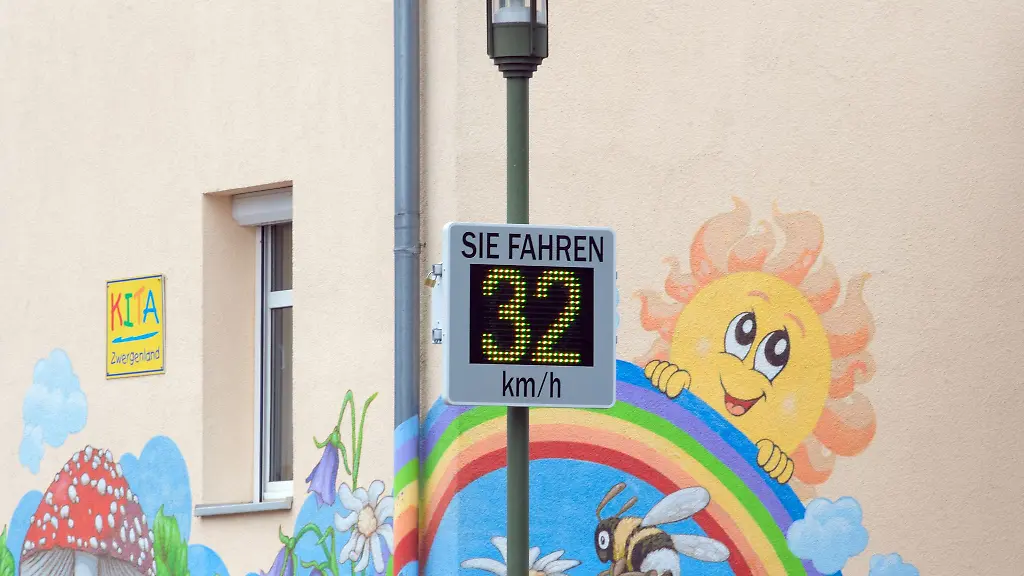 KITA
Zwergenland
SIE FAHREN
32
km/h